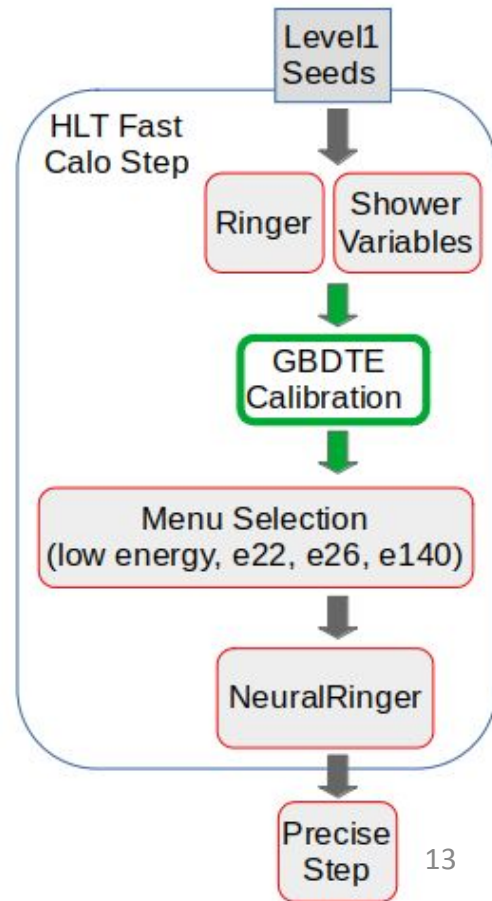 Level1
Seeds
HLT Fast
Calo Step
Ringer
Shower
Variables
GBDTE
Calibration
Menu Selection
(low energy, e22, e26, e140)
NeuralRinger
Precise
Step
13